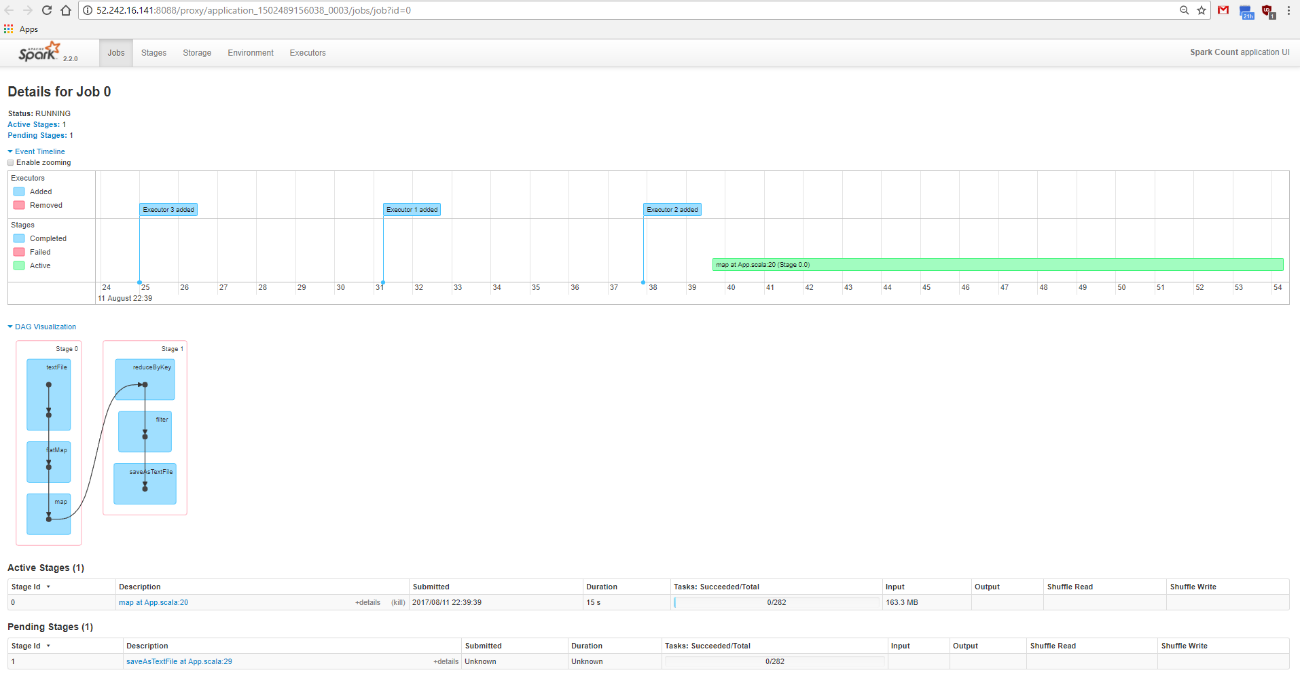 52.242.16.141:8088/proxy/application_1502489156038_0003/jobs/job?id=0
Apps
APACHE
Spark 2.2.0 Jobs Stages Storage Environment Executors Spark Count application UI
Details for Job 0
Status: RUNNING
Active Stages: 1
Pending Stages: 1
Event Timeline
Enable zooming
Executors
Added
Removed
Executor 3 added Executor 1 added Executor 2 added
Stages
Completed
Failed
Active
map at App.scala:20 (Stage 0.0)
24 25 26 27 28 29 30 31 32 33 34 35 36 37 38 39 40 41 42 43 44 45 46 47 48 49 50 51 52 53 54
11 August 22:39
DAG Visualization
Stage 0 Stage 1
textFile reduceByKey
filter
flatMap
saveAsTextFile
map
Active Stages (1)
Stage Id Description Submitted Duration Tasks: Succeeded/Total Input Output Shuffle Read Shuffle Write
0 map at App.scala:20 +details (kill) 2017/08/11 22:39:39 15 s 0/282 163.3 MB
Pending Stages (1)
Stage Id Description Submitted Duration Tasks: Succeeded/Total Input Output Shuffle Read Shuffle Write
1 saveAsTextFile at App.scala:29 +details Unknown Unknown 0/282